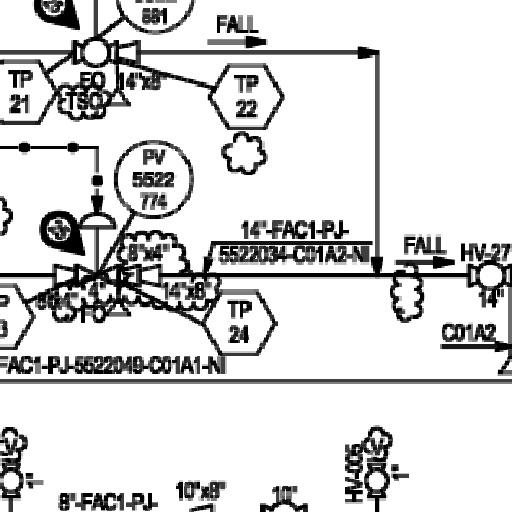 881
FALL
TP
21
EO
14"x8"
TSO
TP
22
PV
5522
774
14"-FAC1-PJ-
5522034-C01A2-NI
FALL
HV-27
8"x4"
4"
14"x8"
14"
FO
TP
24
C01A2
FAC1-PJ-5522049-C01A1-NI
HV-005
1"
1"
8"-FAC1-PJ-
10"x8"
10"